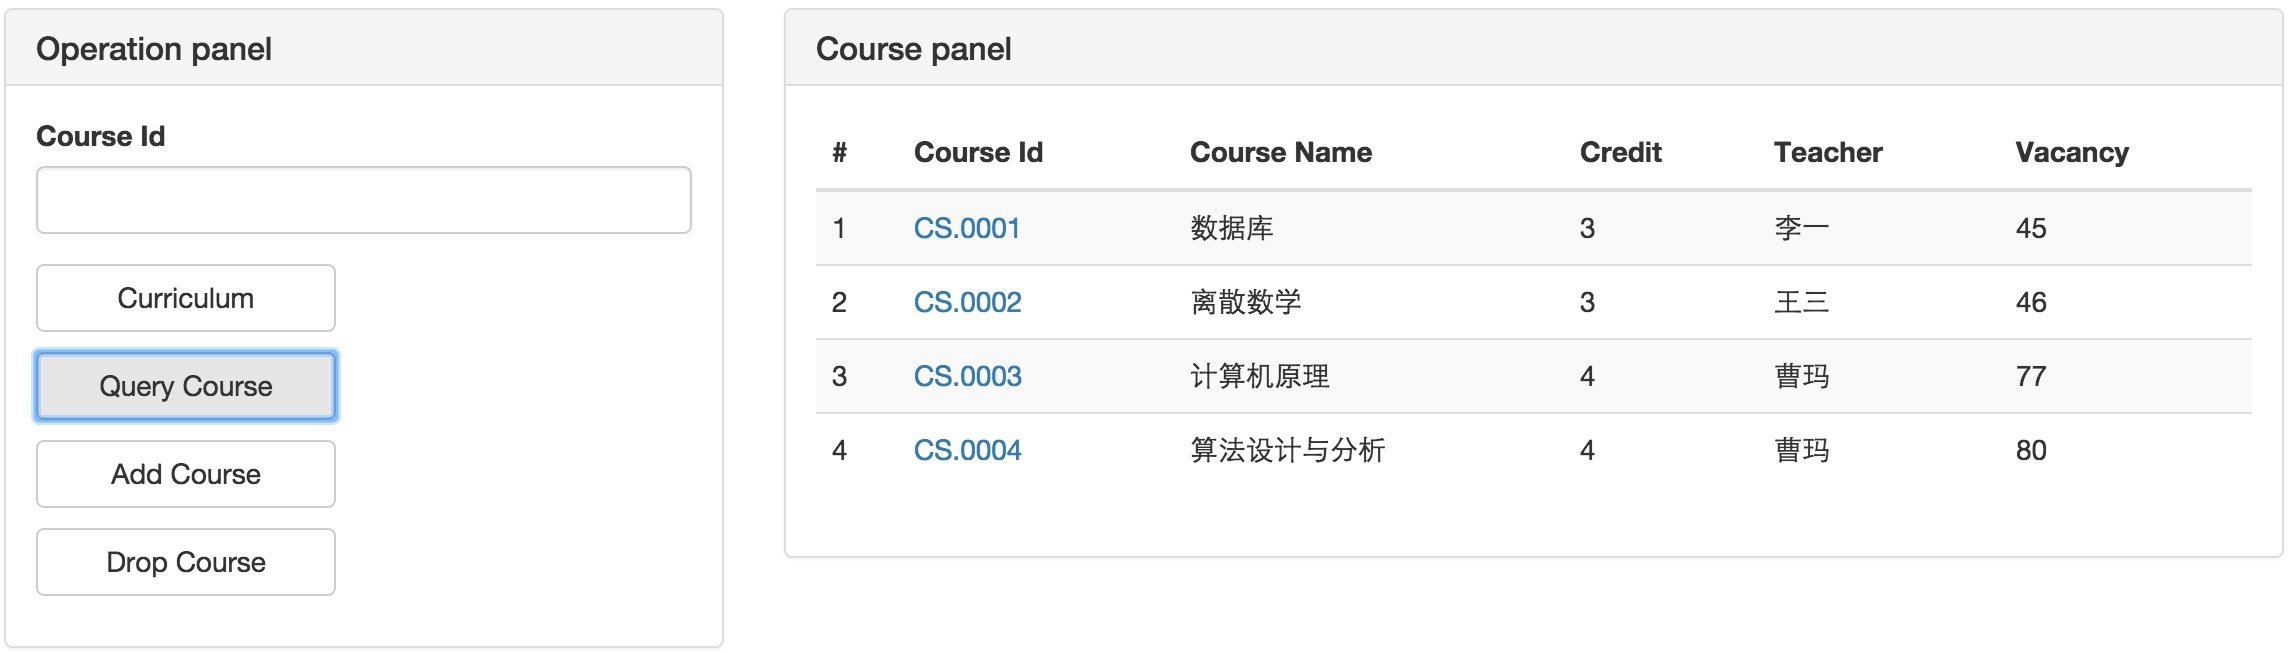 Operation panel
Course Id
Curriculum
Query Course
Add Course
Drop Course
Course panel
# Course Id Course Name Credit Teacher Vacancy
1 CS.0001 数据库 3 李一 45
2 CS.0002 离散数学 3 王三 46
3 CS.0003 计算机原理 4 曹玛 77
4 CS.0004 算法设计与分析 4 曹玛 80